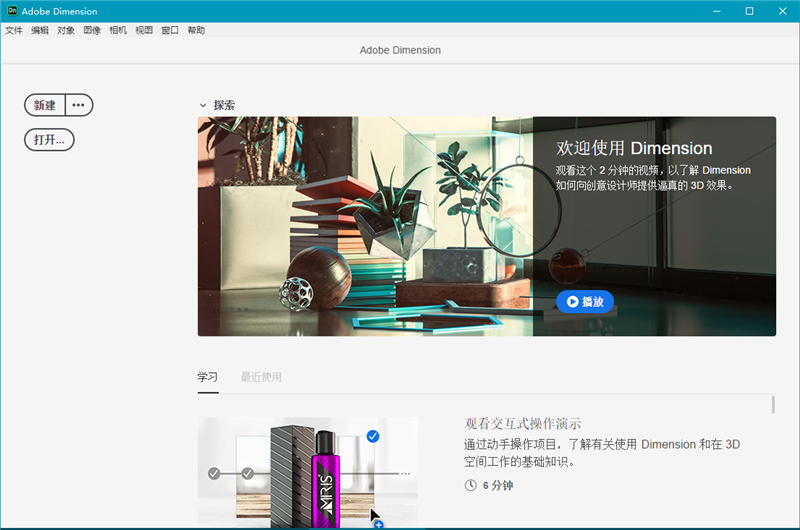 Dn Adobe Dimension
文件 编辑 对象 图像 相机 视图 窗口 帮助
Adobe Dimension
新建 •••
打开...
探索
欢迎使用 Dimension
观看这个 2 分钟的视频，以了解 Dimension
如何向创意设计师提供逼真的 3D 效果。
播放
学习 最近使用
MRIS
观看交互式操作演示
通过动手操作项目，了解有关使用 Dimension 和在 3D
空间工作的基础知识。
6 分钟